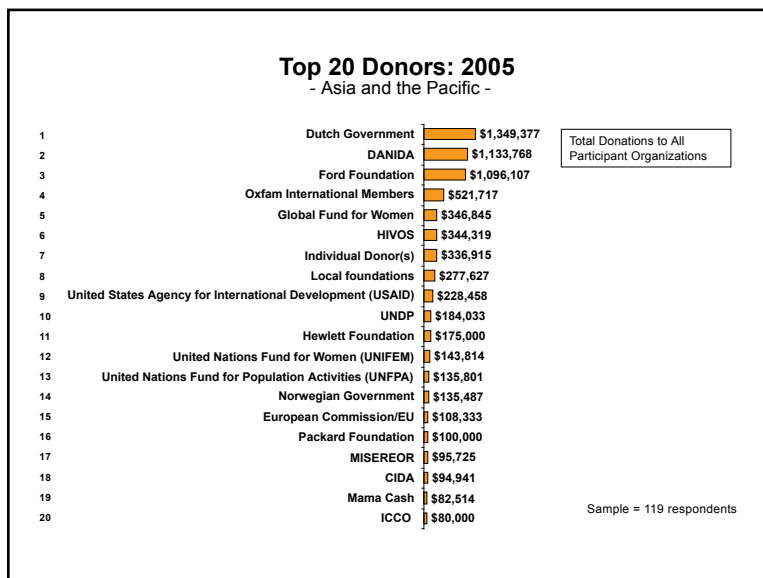 Top 20 Donors: 2005
- Asia and the Pacific -
Total Donations to All
Participant Organizations
1 Dutch Government $1,349,377
2 DANIDA $1,133,768
3 Ford Foundation $1,096,107
4 Oxfam International Members $521,717
5 Global Fund for Women $346,845
6 HIVOS $344,319
7 Individual Donor(s) $336,915
8 Local foundations $277,627
9 United States Agency for International Development (USAID) $228,458
10 UNDP $184,033
11 Hewlett Foundation $175,000
12 United Nations Fund for Women (UNIFEM) $143,814
13 United Nations Fund for Population Activities (UNFPA) $135,801
14 Norwegian Government $135,487
15 European Commission/EU $108,333
16 Packard Foundation $100,000
17 MISEREOR $95,725
18 CIDA $94,941
19 Mama Cash $82,514
20 ICCO $80,000
Sample = 119 respondents